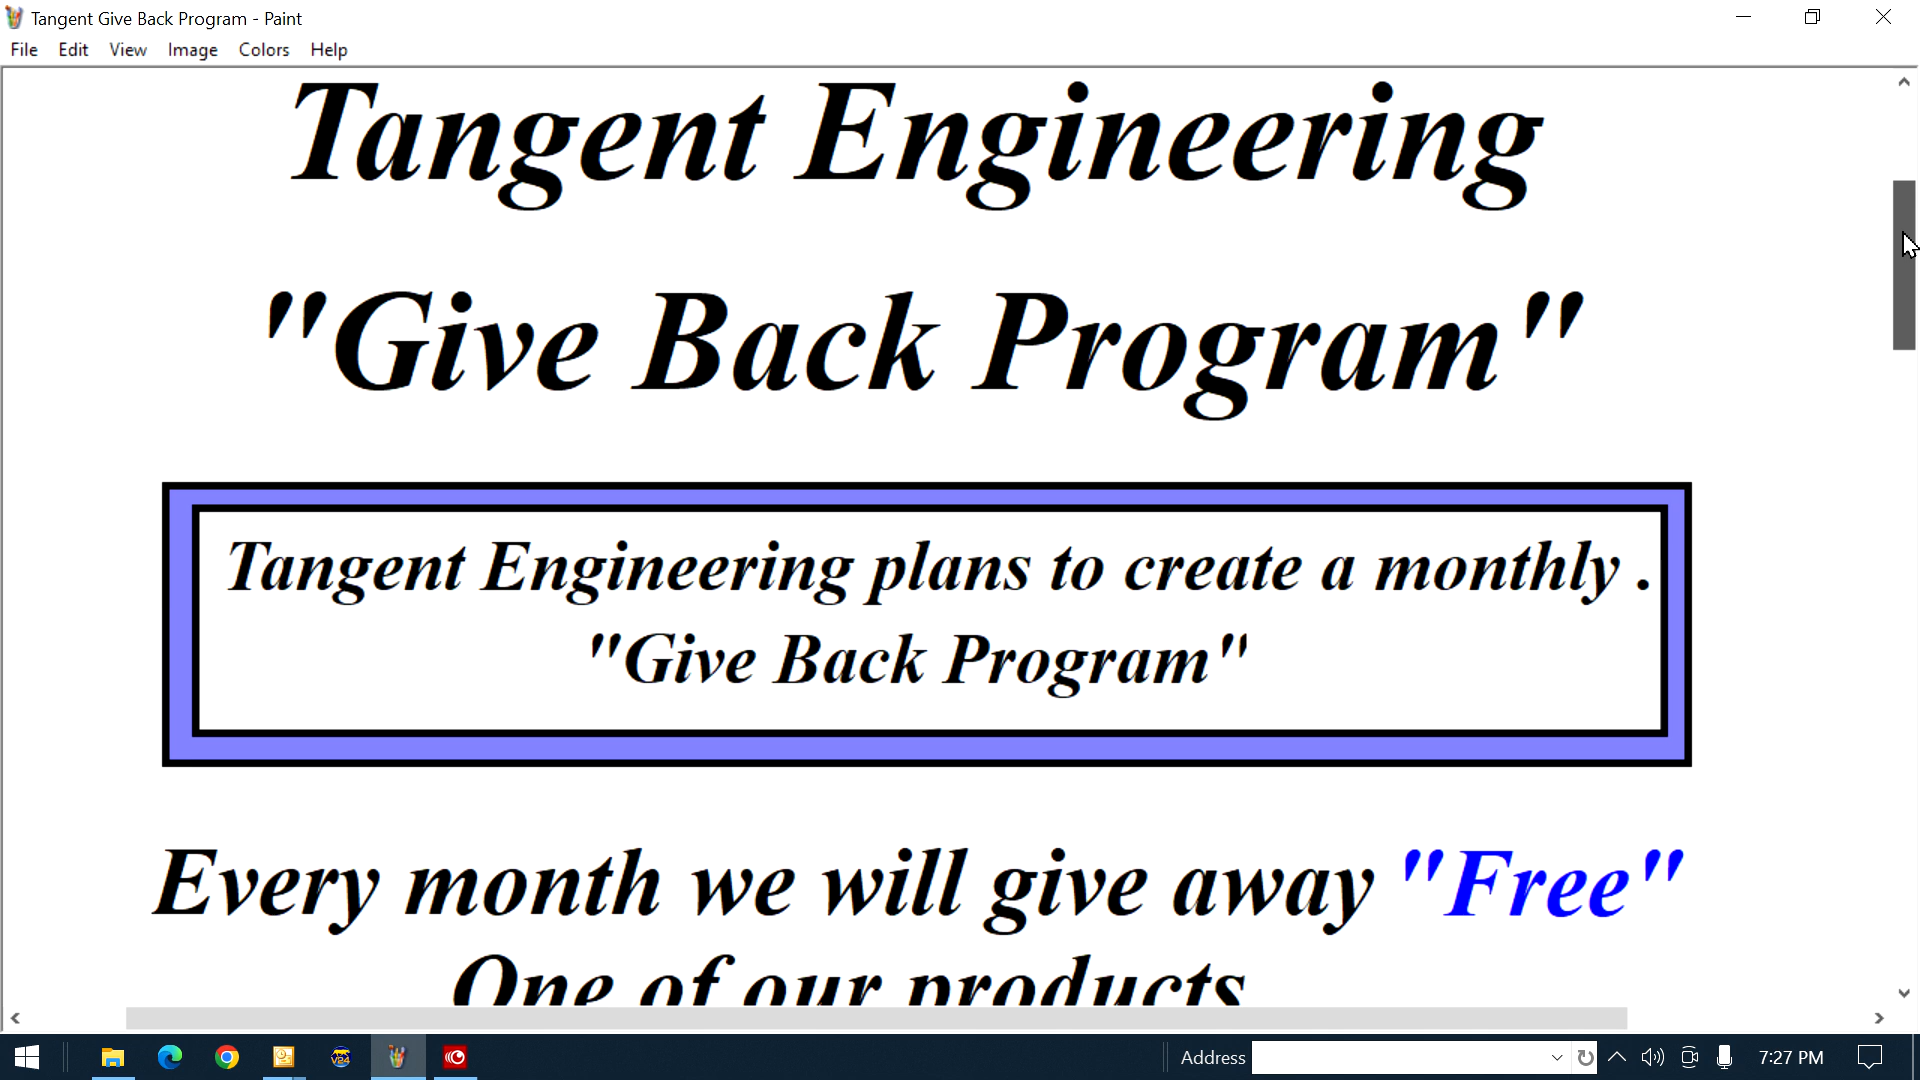 Tangent Give Back Program - Paint
File Edit View Image Colors Help
Tangent Engineering
"Give Back Program"
Tangent Engineering plans to create a monthly .
"Give Back Program"
Every month we will give away "Free"
One of our products
V24
Address
7:27 PM